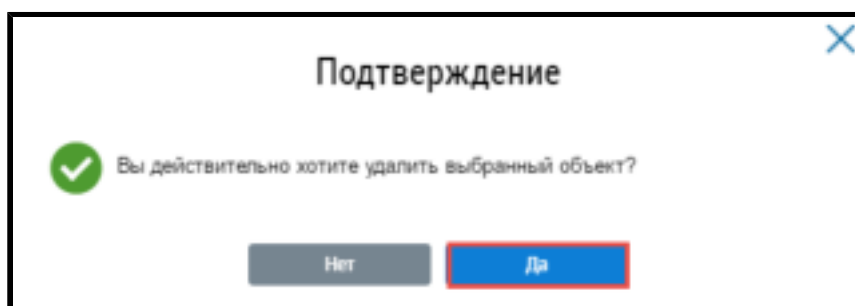 Подтверждение
Вы действительно хотите удалить выбранный объект?
Нет Да